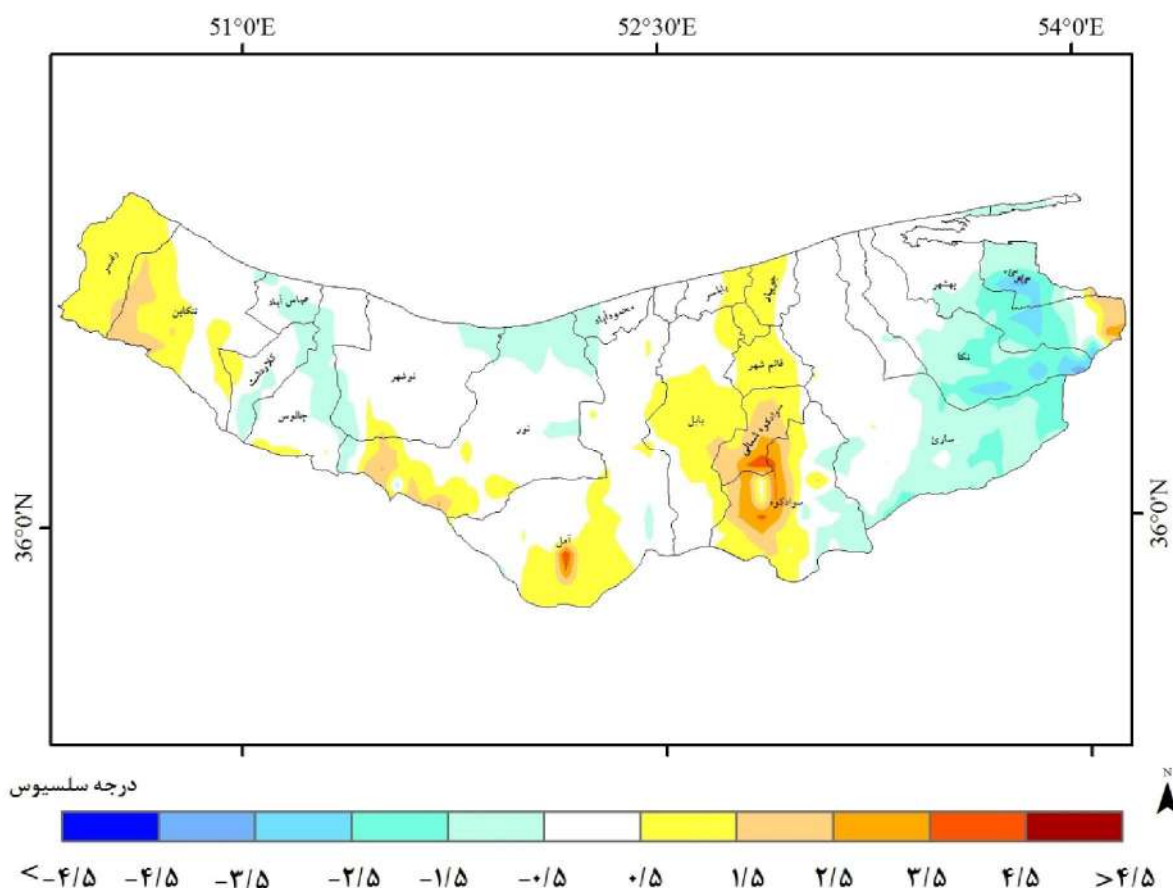 51°0'E 52°30'E 54°0'E
36°0'N
36°0'N
رامسر
تنکابن
عباس آباد
کلاردشت
چالوس
نوشهر
نور
محمودآباد
آمل
بابلسر
بابل
جویبار
قائم شهر
سوادکوه شمالی
سوادکوه
بهشهر
گلوگاه
نکا
ساری
درجه سلسیوس
N
<-۴/۵ -۴/۵ -۳/۵ -۲/۵ -۱/۵ -۰/۵ ۰/۵ ۱/۵ ۲/۵ ۳/۵ ۴/۵ >۴/۵